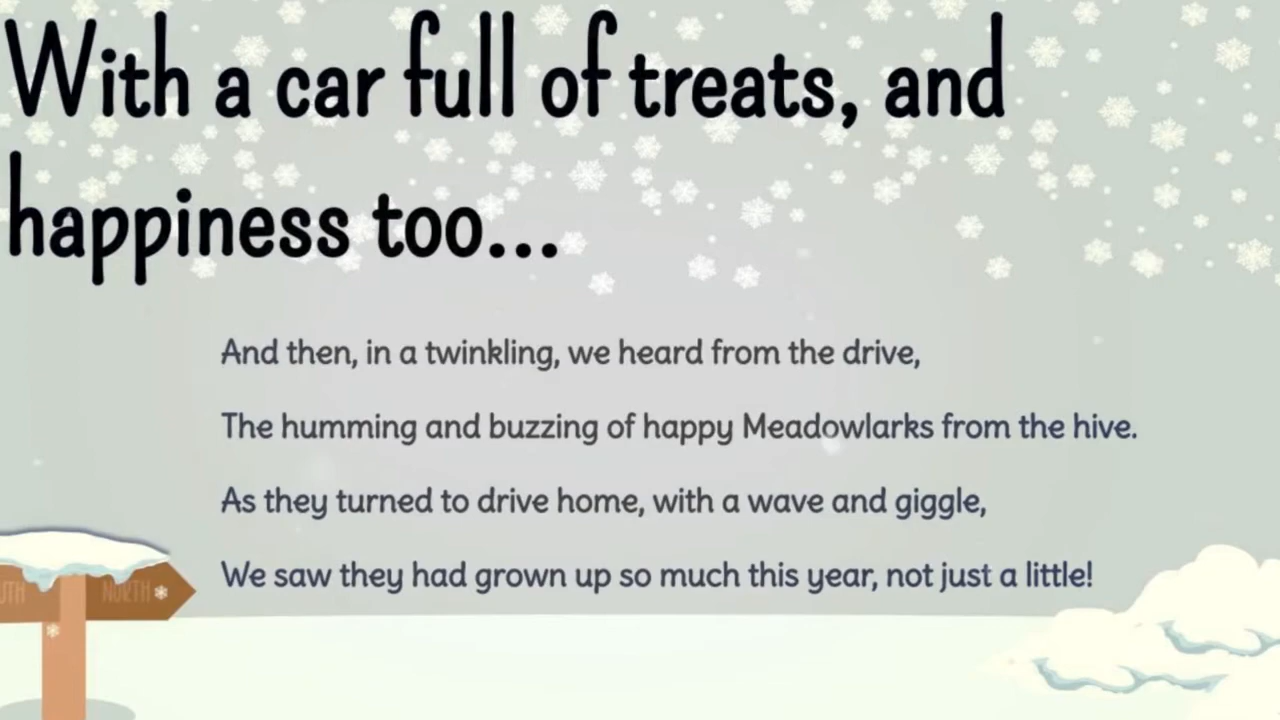 With a car full of treats, and
happiness too...
And then, in a twinkling, we heard from the drive,
The humming and buzzing of happy Meadowlarks from the hive.
As they turned to drive home, with a wave and giggle,
We saw they had grown up so much this year, not just a little!
NORTH